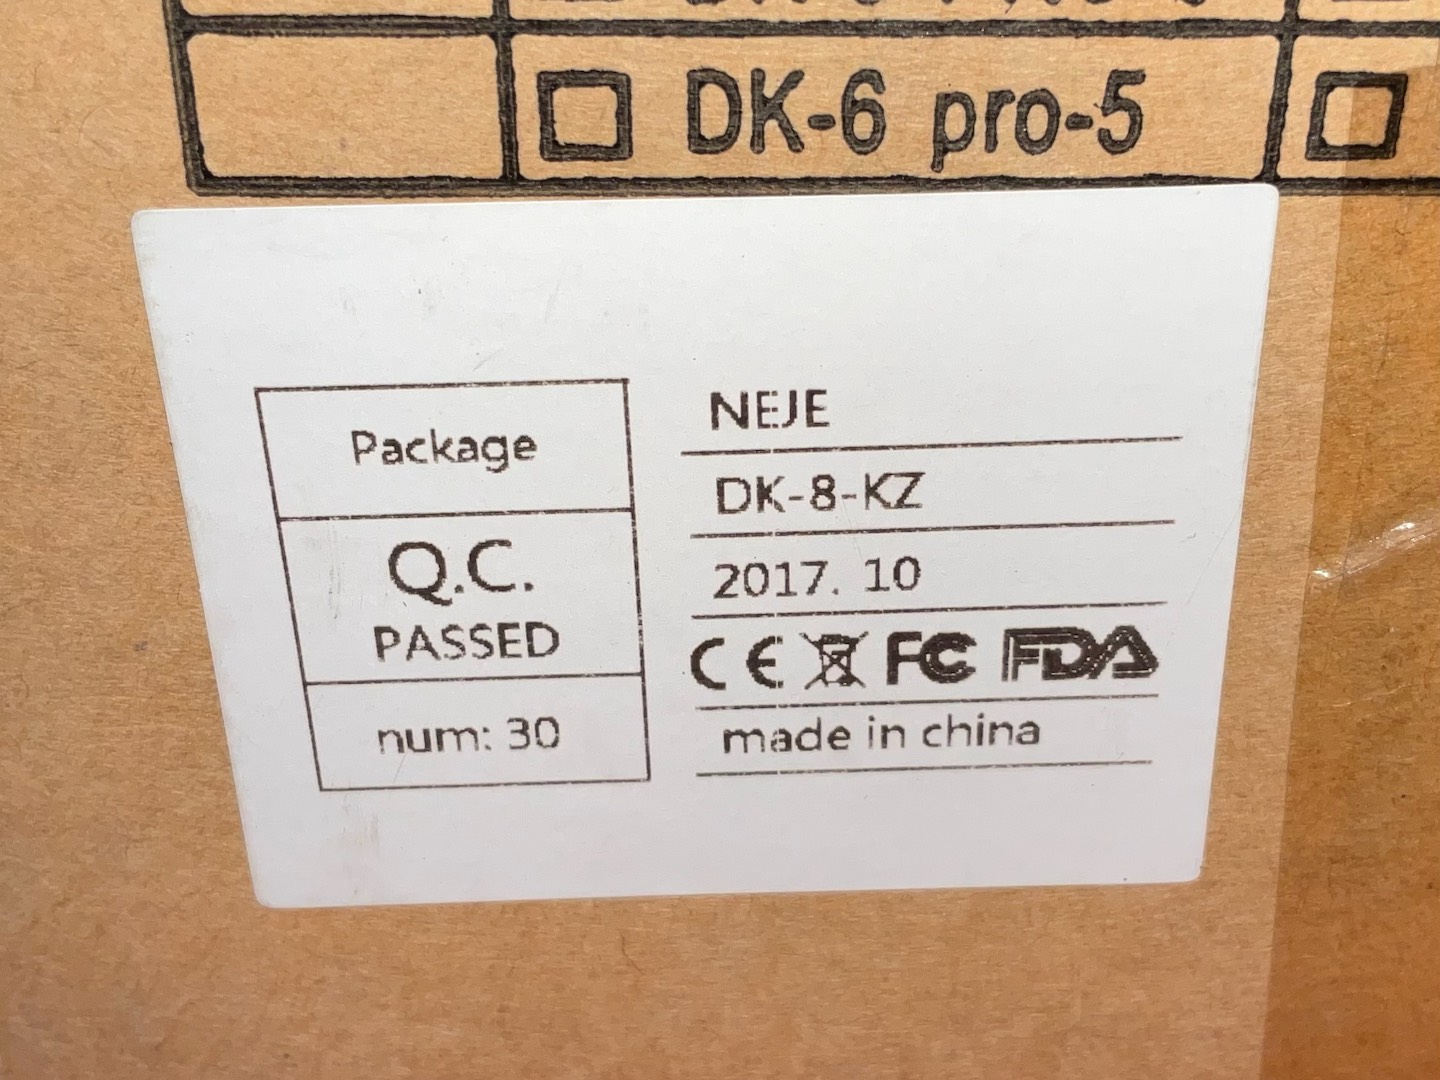 DK-6 pro-5
Package
Q.C.
PASSED
num: 30
NEJE
DK-8-KZ
2017. 10
CE FC FDA
made in china